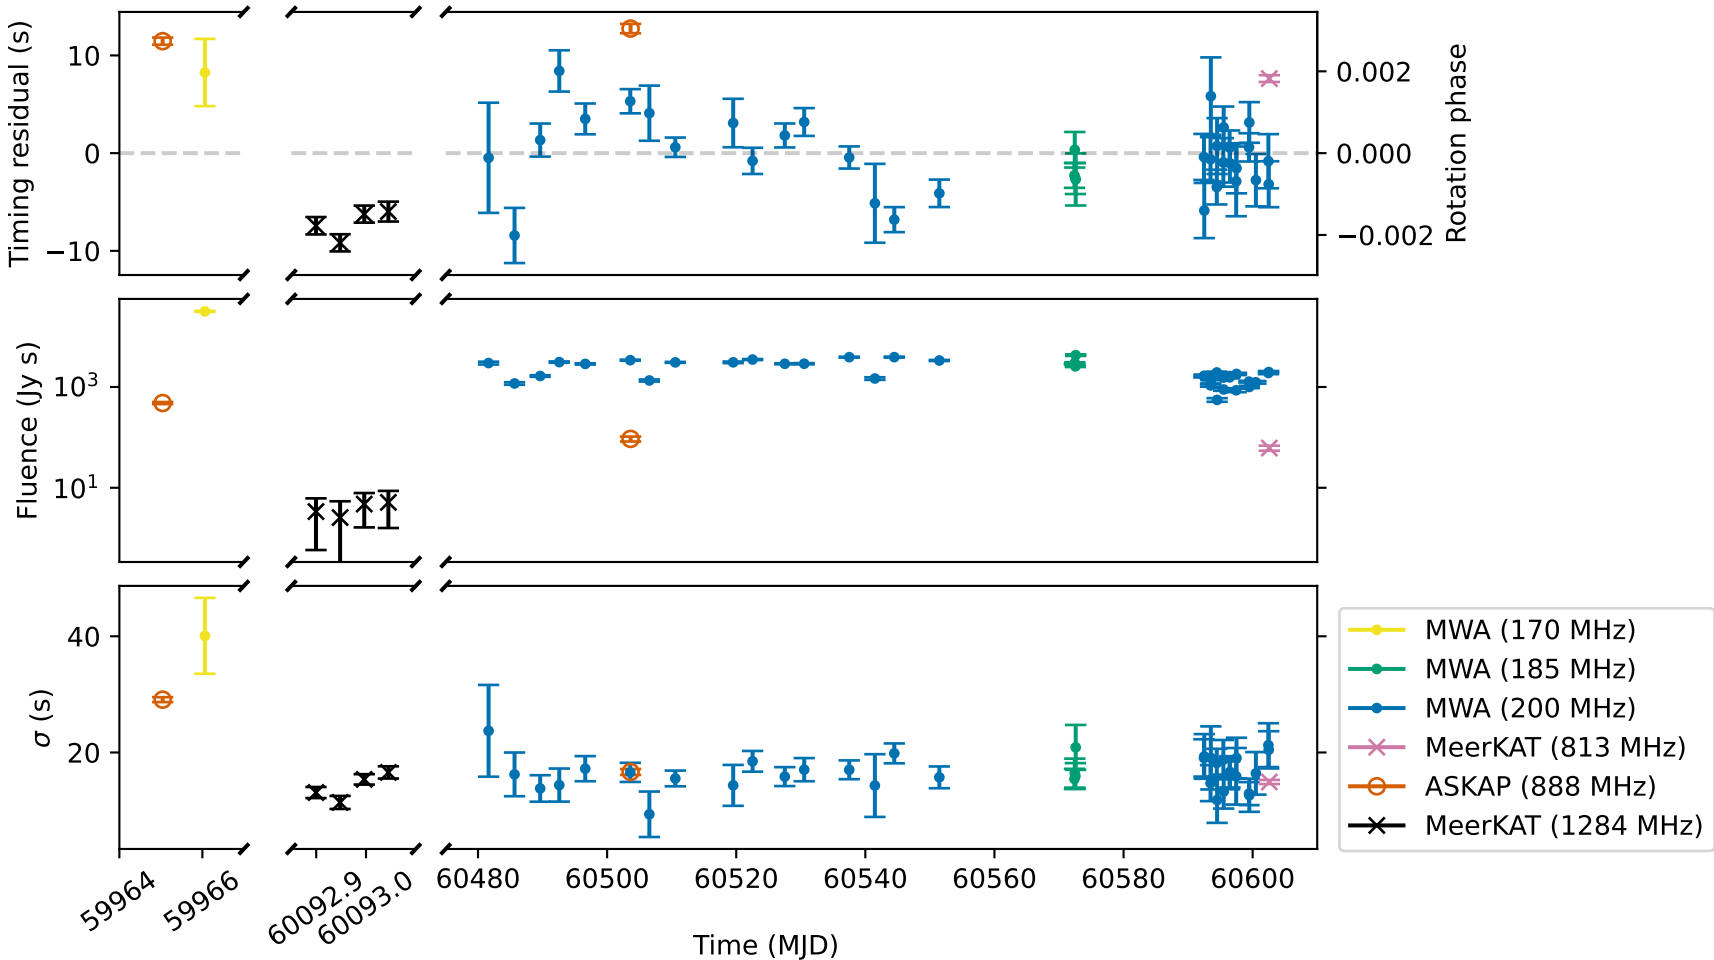 Timing residual (s)
10
0
−10
0.002
0.000
−0.002
Rotation phase
Fluence (Jy s)
10³
10¹
σ (s)
40
20
59964
59966
60092.9
60093.0
60480
60500
60520
60540
60560
60580
60600
Time (MJD)
MWA (170 MHz)
MWA (185 MHz)
MWA (200 MHz)
MeerKAT (813 MHz)
ASKAP (888 MHz)
MeerKAT (1284 MHz)